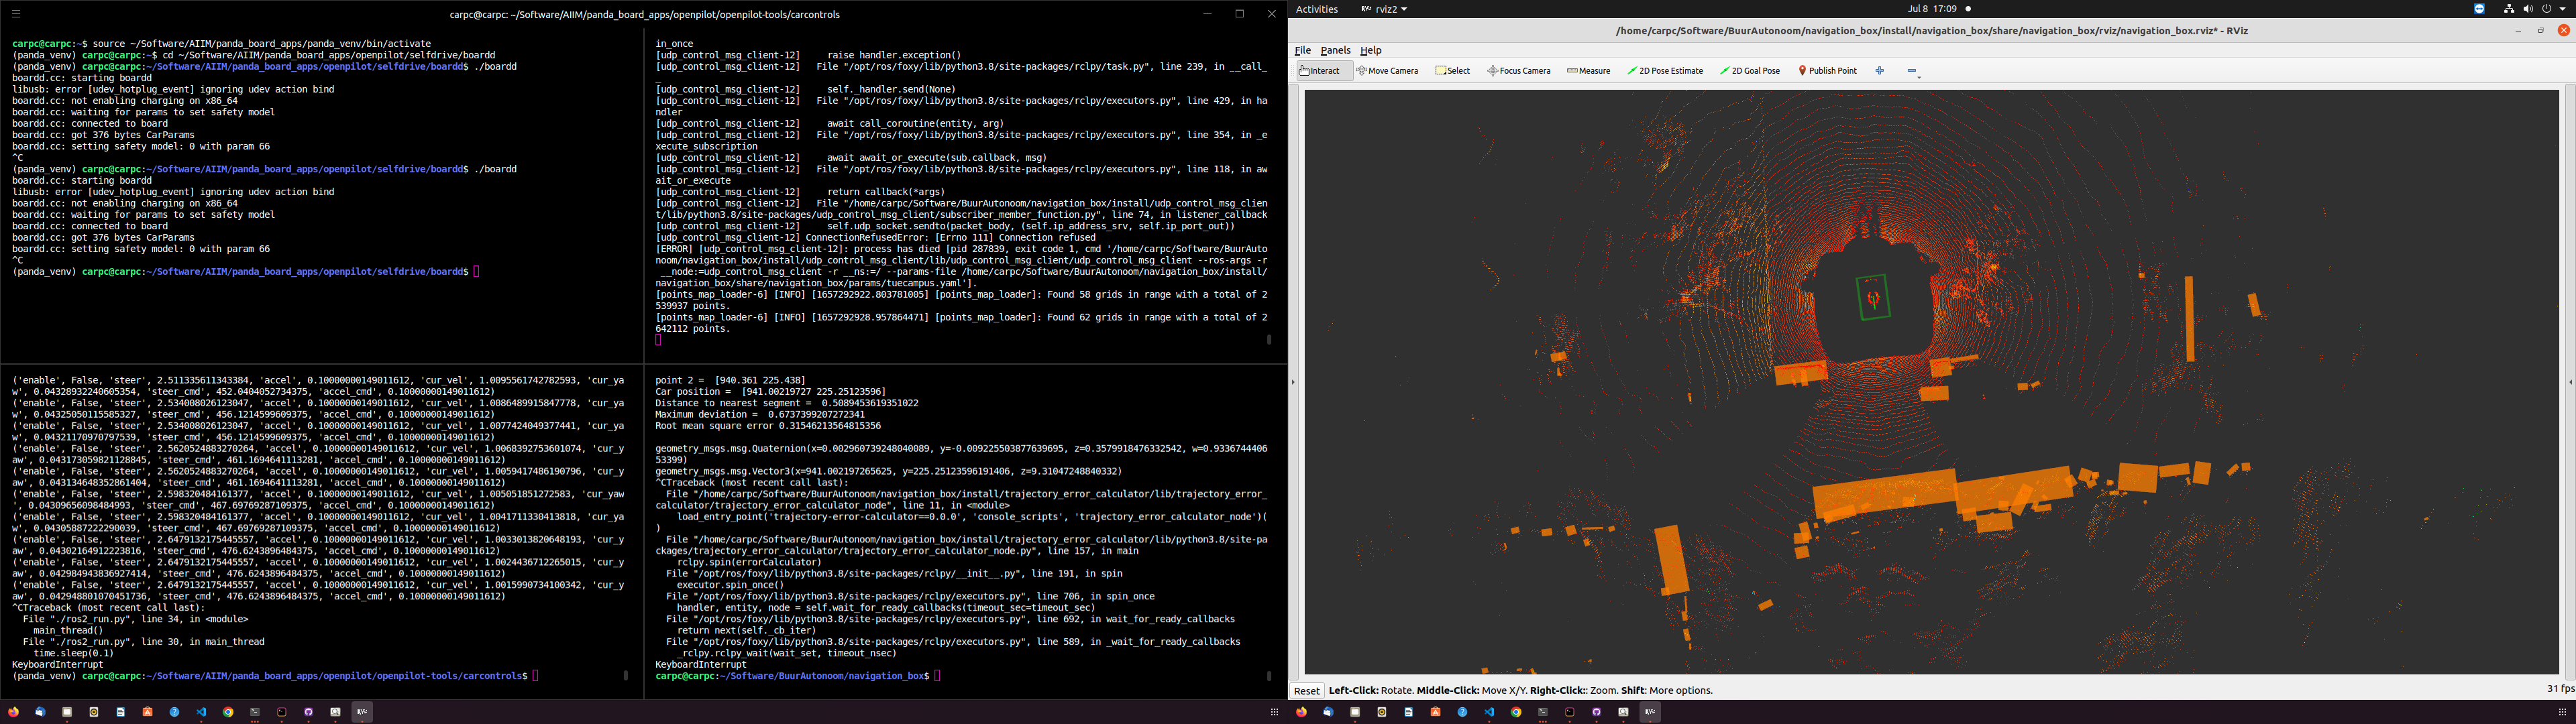 carpc@carpc: ~/Software/AIIM/panda_board_apps/openpilot/openpilot-tools/carcontrols
carpc@carpc:~$ source ~/Software/AIIM/panda_board_apps/panda_venv/bin/activate
(panda_venv) carpc@carpc:~$ cd ~/Software/AIIM/panda_board_apps/openpilot/selfdrive/boardd
(panda_venv) carpc@carpc:~/Software/AIIM/panda_board_apps/openpilot/selfdrive/boardd$ ./boardd
boardd.cc: starting boardd
libusb: error [udev_hotplug_event] ignoring udev action bind
boardd.cc: not enabling charging on x86_64
boardd.cc: waiting for params to set safety model
boardd.cc: connected to board
boardd.cc: got 376 bytes CarParams
boardd.cc: setting safety model: 0 with param 66
^C
(panda_venv) carpc@carpc:~/Software/AIIM/panda_board_apps/openpilot/selfdrive/boardd$ ./boardd
boardd.cc: starting boardd
libusb: error [udev_hotplug_event] ignoring udev action bind
boardd.cc: not enabling charging on x86_64
boardd.cc: waiting for params to set safety model
boardd.cc: connected to board
boardd.cc: got 376 bytes CarParams
boardd.cc: setting safety model: 0 with param 66
^C
(panda_venv) carpc@carpc:~/Software/AIIM/panda_board_apps/openpilot/selfdrive/boardd$
in_once
[udp_control_msg_client-12]     raise handler.exception()
[udp_control_msg_client-12]   File "/opt/ros/foxy/lib/python3.8/site-packages/rclpy/task.py", line 239, in __call_
_
[udp_control_msg_client-12]     self._handler.send(None)
[udp_control_msg_client-12]   File "/opt/ros/foxy/lib/python3.8/site-packages/rclpy/executors.py", line 429, in ha
ndler
[udp_control_msg_client-12]     await call_coroutine(entity, arg)
[udp_control_msg_client-12]   File "/opt/ros/foxy/lib/python3.8/site-packages/rclpy/executors.py", line 354, in _e
xecute_subscription
[udp_control_msg_client-12]     await await_or_execute(sub.callback, msg)
[udp_control_msg_client-12]   File "/opt/ros/foxy/lib/python3.8/site-packages/rclpy/executors.py", line 118, in aw
ait_or_execute
[udp_control_msg_client-12]     return callback(*args)
[udp_control_msg_client-12]   File "/home/carpc/Software/BuurAutonoom/navigation_box/install/udp_control_msg_clien
t/lib/python3.8/site-packages/udp_control_msg_client/subscriber_member_function.py", line 74, in listener_callback
[udp_control_msg_client-12]     self.udp_socket.sendto(packet_body, (self.ip_address_srv, self.ip_port_out))
[udp_control_msg_client-12] ConnectionRefusedError: [Errno 111] Connection refused
[ERROR] [udp_control_msg_client-12]: process has died [pid 287839, exit code 1, cmd '/home/carpc/Software/BuurAuto
noom/navigation_box/install/udp_control_msg_client/lib/udp_control_msg_client/udp_control_msg_client --ros-args -r
 __node:=udp_control_msg_client -r __ns:=/ --params-file /home/carpc/Software/BuurAutonoom/navigation_box/install/
navigation_box/share/navigation_box/params/tuecampus.yaml'].
[points_map_loader-6] [INFO] [1657292922.803781005] [points_map_loader]: Found 58 grids in range with a total of 2
539937 points.
[points_map_loader-6] [INFO] [1657292928.957864471] [points_map_loader]: Found 62 grids in range with a total of 2
642112 points.
('enable', False, 'steer', 2.511335611343384, 'accel', 0.10000000149011612, 'cur_vel', 1.0095561742782593, 'cur_ya
w', 0.04328932240605354, 'steer_cmd', 452.0404052734375, 'accel_cmd', 0.10000000149011612)
('enable', False, 'steer', 2.534008026123047, 'accel', 0.10000000149011612, 'cur_vel', 1.0086489915847778, 'cur_ya
w', 0.04325050115585327, 'steer_cmd', 456.1214599609375, 'accel_cmd', 0.10000000149011612)
('enable', False, 'steer', 2.534008026123047, 'accel', 0.10000000149011612, 'cur_vel', 1.0077424049377441, 'cur_ya
w', 0.04321170970797539, 'steer_cmd', 456.1214599609375, 'accel_cmd', 0.10000000149011612)
('enable', False, 'steer', 2.5620524883270264, 'accel', 0.10000000149011612, 'cur_vel', 1.0068392753601074, 'cur_y
aw', 0.043173059821128845, 'steer_cmd', 461.1694641113281, 'accel_cmd', 0.10000000149011612)
('enable', False, 'steer', 2.5620524883270264, 'accel', 0.10000000149011612, 'cur_vel', 1.0059417486190796, 'cur_y
aw', 0.043134648352861404, 'steer_cmd', 461.1694641113281, 'accel_cmd', 0.10000000149011612)
('enable', False, 'steer', 2.598320484161377, 'accel', 0.10000000149011612, 'cur_vel', 1.005051851272583, 'cur_yaw
', 0.04309656098484993, 'steer_cmd', 467.69769287109375, 'accel_cmd', 0.10000000149011612)
('enable', False, 'steer', 2.598320484161377, 'accel', 0.10000000149011612, 'cur_vel', 1.0041711330413818, 'cur_ya
w', 0.04305887222290039, 'steer_cmd', 467.69769287109375, 'accel_cmd', 0.10000000149011612)
('enable', False, 'steer', 2.6479132175445557, 'accel', 0.10000000149011612, 'cur_vel', 1.0033013820648193, 'cur_y
aw', 0.04302164912223816, 'steer_cmd', 476.6243896484375, 'accel_cmd', 0.10000000149011612)
('enable', False, 'steer', 2.6479132175445557, 'accel', 0.10000000149011612, 'cur_vel', 1.0024436712265015, 'cur_y
aw', 0.042984943836927414, 'steer_cmd', 476.6243896484375, 'accel_cmd', 0.10000000149011612)
('enable', False, 'steer', 2.6479132175445557, 'accel', 0.10000000149011612, 'cur_vel', 1.0015990734100342, 'cur_y
aw', 0.042948801070451736, 'steer_cmd', 476.6243896484375, 'accel_cmd', 0.10000000149011612)
^CTraceback (most recent call last):
  File "./ros2_run.py", line 34, in <module>
    main_thread()
  File "./ros2_run.py", line 30, in main_thread
    time.sleep(0.1)
KeyboardInterrupt
(panda_venv) carpc@carpc:~/Software/AIIM/panda_board_apps/openpilot/openpilot-tools/carcontrols$
point 2 =  [940.361 225.438]
Car position =  [941.00219727 225.25123596]
Distance to nearest segment =  0.5089453619351022
Maximum deviation =  0.6737399207272341
Root mean square error 0.31546213564815356
geometry_msgs.msg.Quaternion(x=0.002960739248040089, y=-0.009225503877639695, z=0.3579918476332542, w=0.9336744406
53399)
geometry_msgs.msg.Vector3(x=941.002197265625, y=225.25123596191406, z=9.31047248840332)
^CTraceback (most recent call last):
  File "/home/carpc/Software/BuurAutonoom/navigation_box/install/trajectory_error_calculator/lib/trajectory_error_
calculator/trajectory_error_calculator_node", line 11, in <module>
    load_entry_point('trajectory-error-calculator==0.0.0', 'console_scripts', 'trajectory_error_calculator_node')(
)
  File "/home/carpc/Software/BuurAutonoom/navigation_box/install/trajectory_error_calculator/lib/python3.8/site-pa
ckages/trajectory_error_calculator/trajectory_error_calculator_node.py", line 157, in main
    rclpy.spin(errorCalculator)
  File "/opt/ros/foxy/lib/python3.8/site-packages/rclpy/__init__.py", line 191, in spin
    executor.spin_once()
  File "/opt/ros/foxy/lib/python3.8/site-packages/rclpy/executors.py", line 706, in spin_once
    handler, entity, node = self.wait_for_ready_callbacks(timeout_sec=timeout_sec)
  File "/opt/ros/foxy/lib/python3.8/site-packages/rclpy/executors.py", line 692, in wait_for_ready_callbacks
    return next(self._cb_iter)
  File "/opt/ros/foxy/lib/python3.8/site-packages/rclpy/executors.py", line 589, in _wait_for_ready_callbacks
    _rclpy.rclpy_wait(wait_set, timeout_nsec)
KeyboardInterrupt
carpc@carpc:~/Software/BuurAutonoom/navigation_box$
Activities RViz rviz2 Jul 8 17:09
/home/carpc/Software/BuurAutonoom/navigation_box/install/navigation_box/share/navigation_box/rviz/navigation_box.rviz* - RViz
File Panels Help
Interact Move Camera Select Focus Camera Measure 2D Pose Estimate 2D Goal Pose Publish Point
Reset Left-Click: Rotate. Middle-Click: Move X/Y. Right-Click:: Zoom. Shift: More options. 31 fps
RViz RViz